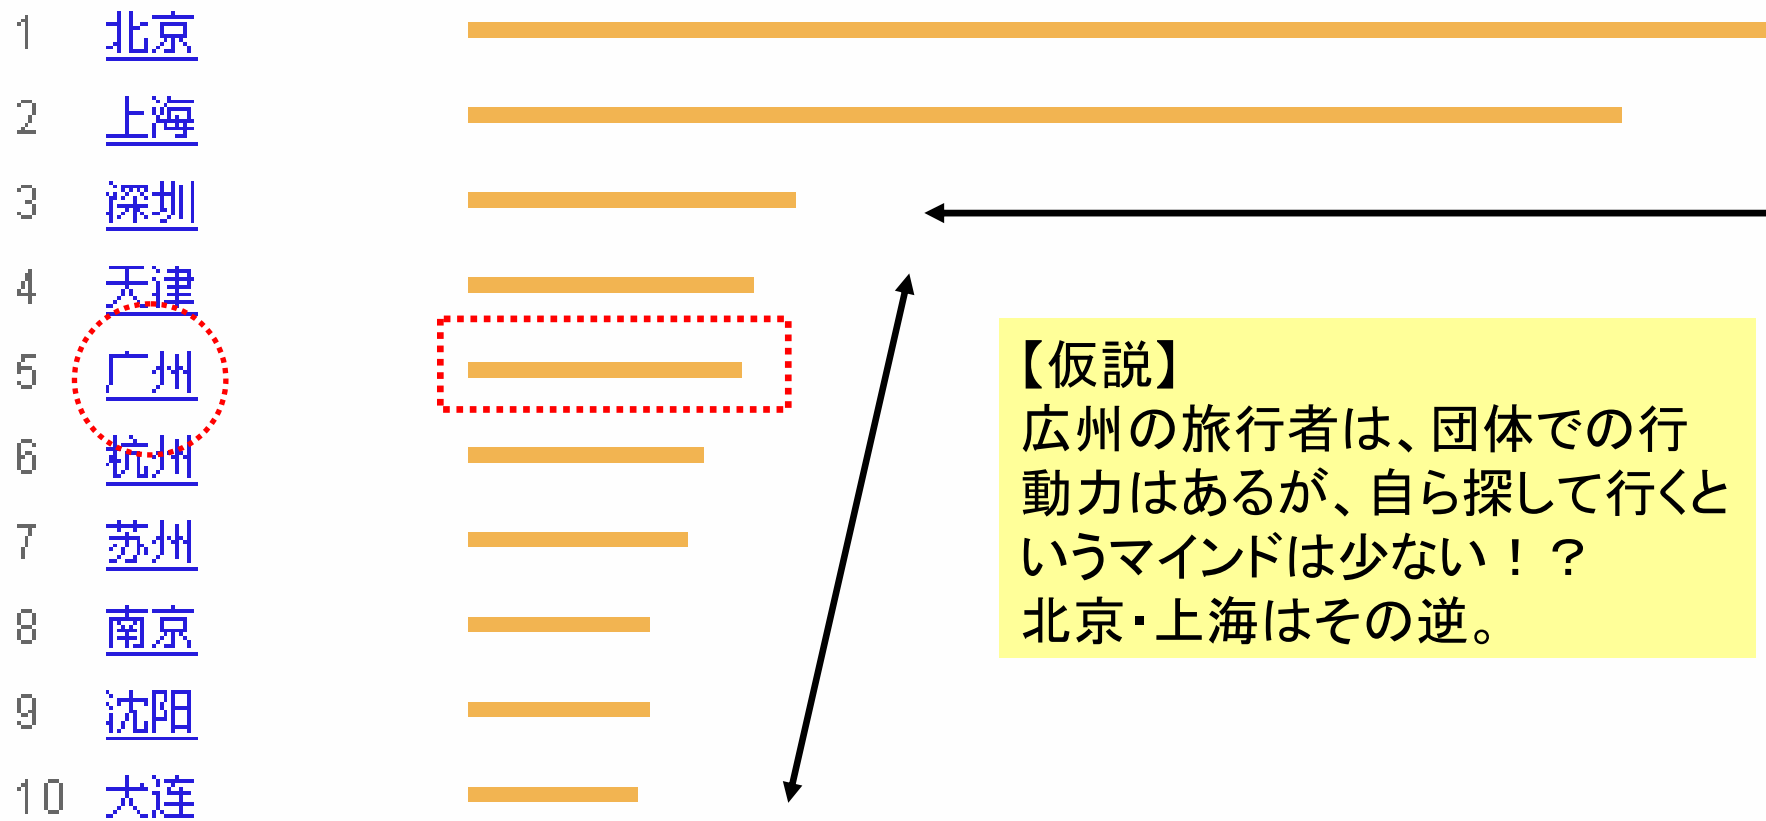 1 北京
2 上海
3 深圳
4 天津
5 广州
6 杭州
7 苏州
8 南京
9 沈阳
10 大连
【仮説】
広州の旅行者は、団体での行
動力はあるが、自ら探して行くと
いうマインドは少ない！？
北京・上海はその逆。